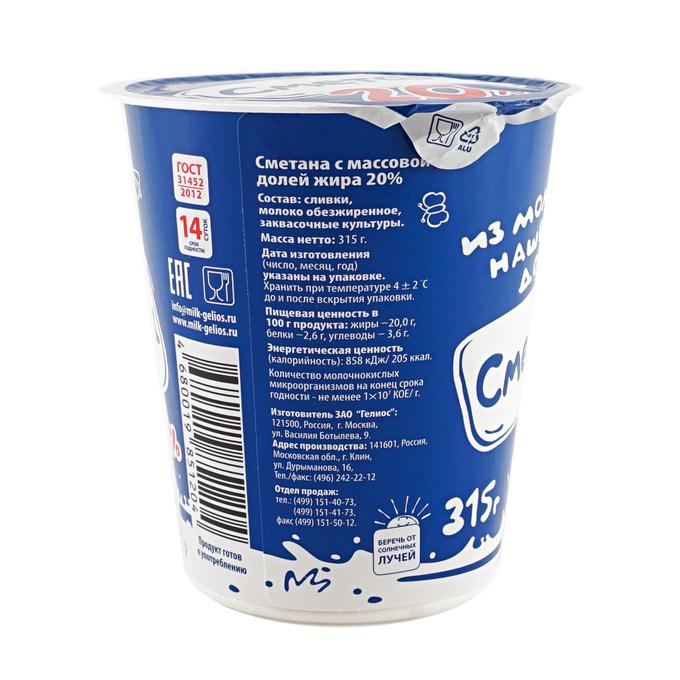 20%
ALU
ГОСТ
31452
2012
14 СУТОК
СРОК
ГОДНОСТИ
EAC
info@milk-gelios.ru
www.milk-gelios.ru
4 680019 851204
Продукт готов
к употреблению
Сметана с массовой
долей жира 20%
Состав: сливки,
молоко обезжиренное,
заквасочные культуры.
Масса нетто: 315 г.
Дата изготовления
(число, месяц, год)
указаны на упаковке.
Хранить при температуре 4 ± 2 ̊С
до и после вскрытия упаковки.
Пищевая ценность в
100 г продукта: жиры –20,0 г,
белки –2,6 г, углеводы – 3,6 г.
Энергетическая ценность
(калорийность): 858 кДж/ 205 ккал.
Количество молочнокислых
микроорганизмов на конец срока
годности - не менее 1×10⁷ КОЕ/ г.
Изготовитель ЗАО "Гелиос":
121500, Россия, г. Москва,
ул. Василия Ботылева, 9.
Адрес производства: 141601, Россия,
Московская обл., г. Клин,
ул. Дурыманова, 16,
Тел./факс: (496) 242-22-12
Отдел продаж:
тел.: (499) 151-40-73,
(499) 151-41-73,
факс (499) 151-50-12.
БЕРЕЧЬ ОТ
СОЛНЕЧНЫХ
ЛУЧЕЙ
ИЗ
315г